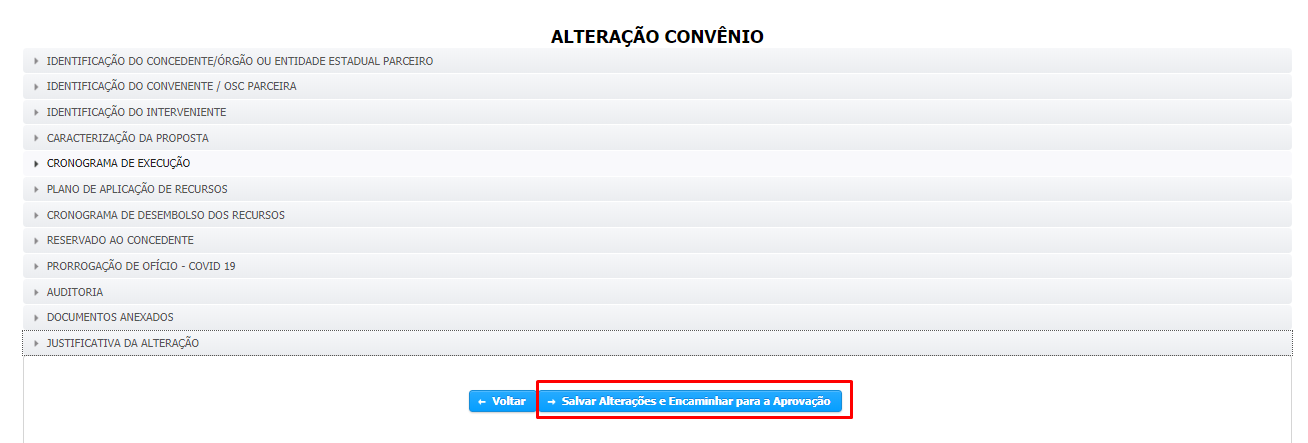 ALTERAÇÃO CONVÊNIO
IDENTIFICAÇÃO DO CONCEDENTE/ÓRGÃO OU ENTIDADE ESTADUAL PARCEIRO
IDENTIFICAÇÃO DO CONVENENTE / OSC PARCEIRA
IDENTIFICAÇÃO DO INTERVENIENTE
CARACTERIZAÇÃO DA PROPOSTA
CRONOGRAMA DE EXECUÇÃO
PLANO DE APLICAÇÃO DE RECURSOS
CRONOGRAMA DE DESEMBOLSO DOS RECURSOS
RESERVADO AO CONCEDENTE
PRORROGAÇÃO DE OFÍCIO - COVID 19
AUDITORIA
DOCUMENTOS ANEXADOS
JUSTIFICATIVA DA ALTERAÇÃO
← Voltar → Salvar Alterações e Encaminhar para a Aprovação